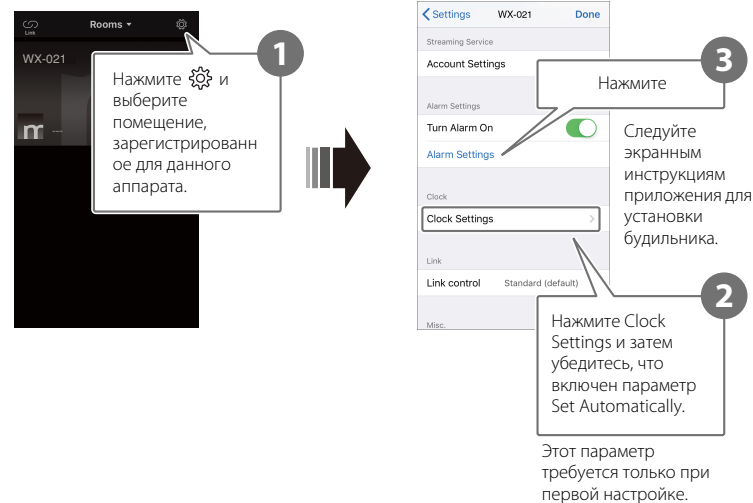 Link
Rooms
WX-021
m
1
Нажмите и
выберите
помещение,
зарегистрированн
ое для данного
аппарата.
Settings WX-021 Done
Streaming Service
Account Settings
Alarm Settings
Turn Alarm On
Alarm Settings
Clock
Clock Settings
Link
Link control Standard (default)
Misc.
3
Нажмите
Следуйте
экранным
инструкциям
приложения для
установки
будильника.
2
Нажмите Clock
Settings и затем
убедитесь, что
включен параметр
Set Automatically.
Этот параметр
требуется только при
первой настройке.